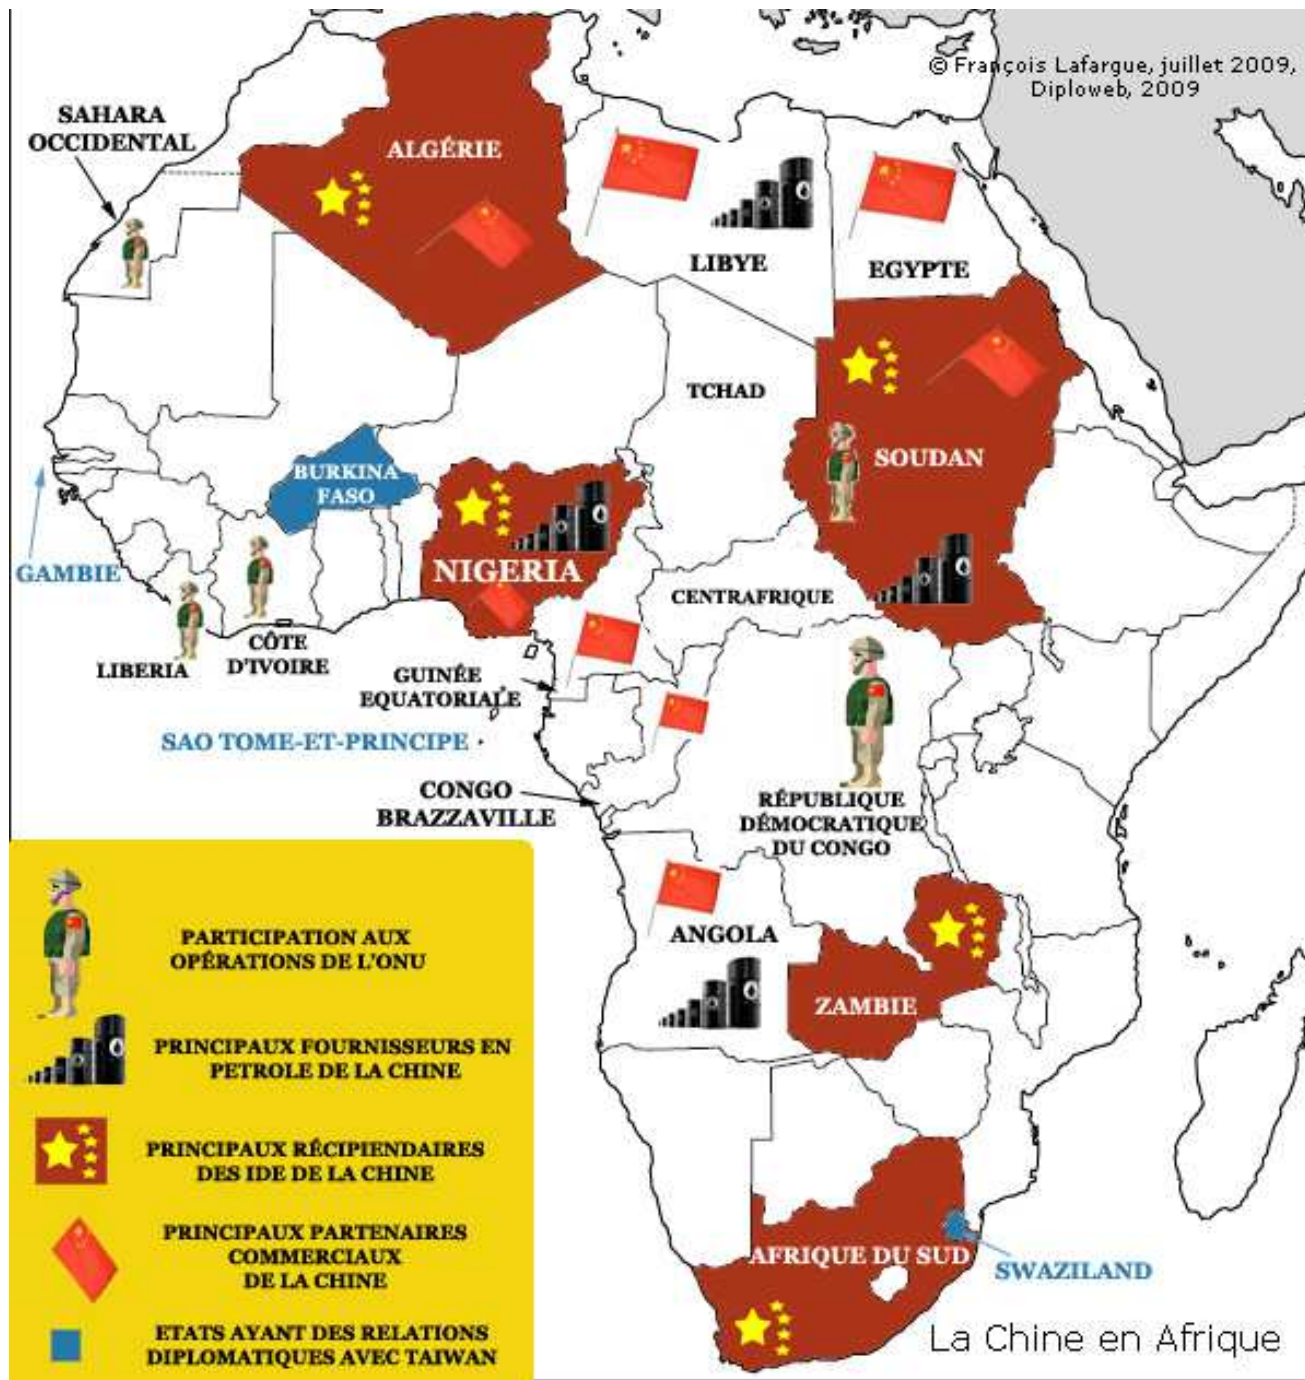 © François Lafargue, juillet 2009,
Diploweb, 2009
SAHARA
OCCIDENTAL
ALGÉRIE
LIBYE
EGYPTE
TCHAD
SOUDAN
BURKINA
FASO
NIGERIA
GAMBIE
CENTRAFRIQUE
LIBERIA
CÔTE
D'IVOIRE
GUINÉE
EQUATORIALE
SAO TOME-ET-PRINCIPE
CONGO
BRAZZAVILLE
RÉPUBLIQUE
DÉMOCRATIQUE
DU CONGO
ANGOLA
ZAMBIE
AFRIQUE DU SUD
SWAZILAND
PARTICIPATION AUX
OPÉRATIONS DE L'ONU
PRINCIPAUX FOURNISSEURS EN
PETROLE DE LA CHINE
PRINCIPAUX RÉCIPIENDAIRES
DES IDE DE LA CHINE
PRINCIPAUX PARTENAIRES
COMMERCIAUX
DE LA CHINE
ETATS AYANT DES RELATIONS
DIPLOMATIQUES AVEC TAIWAN
La Chine en Afrique